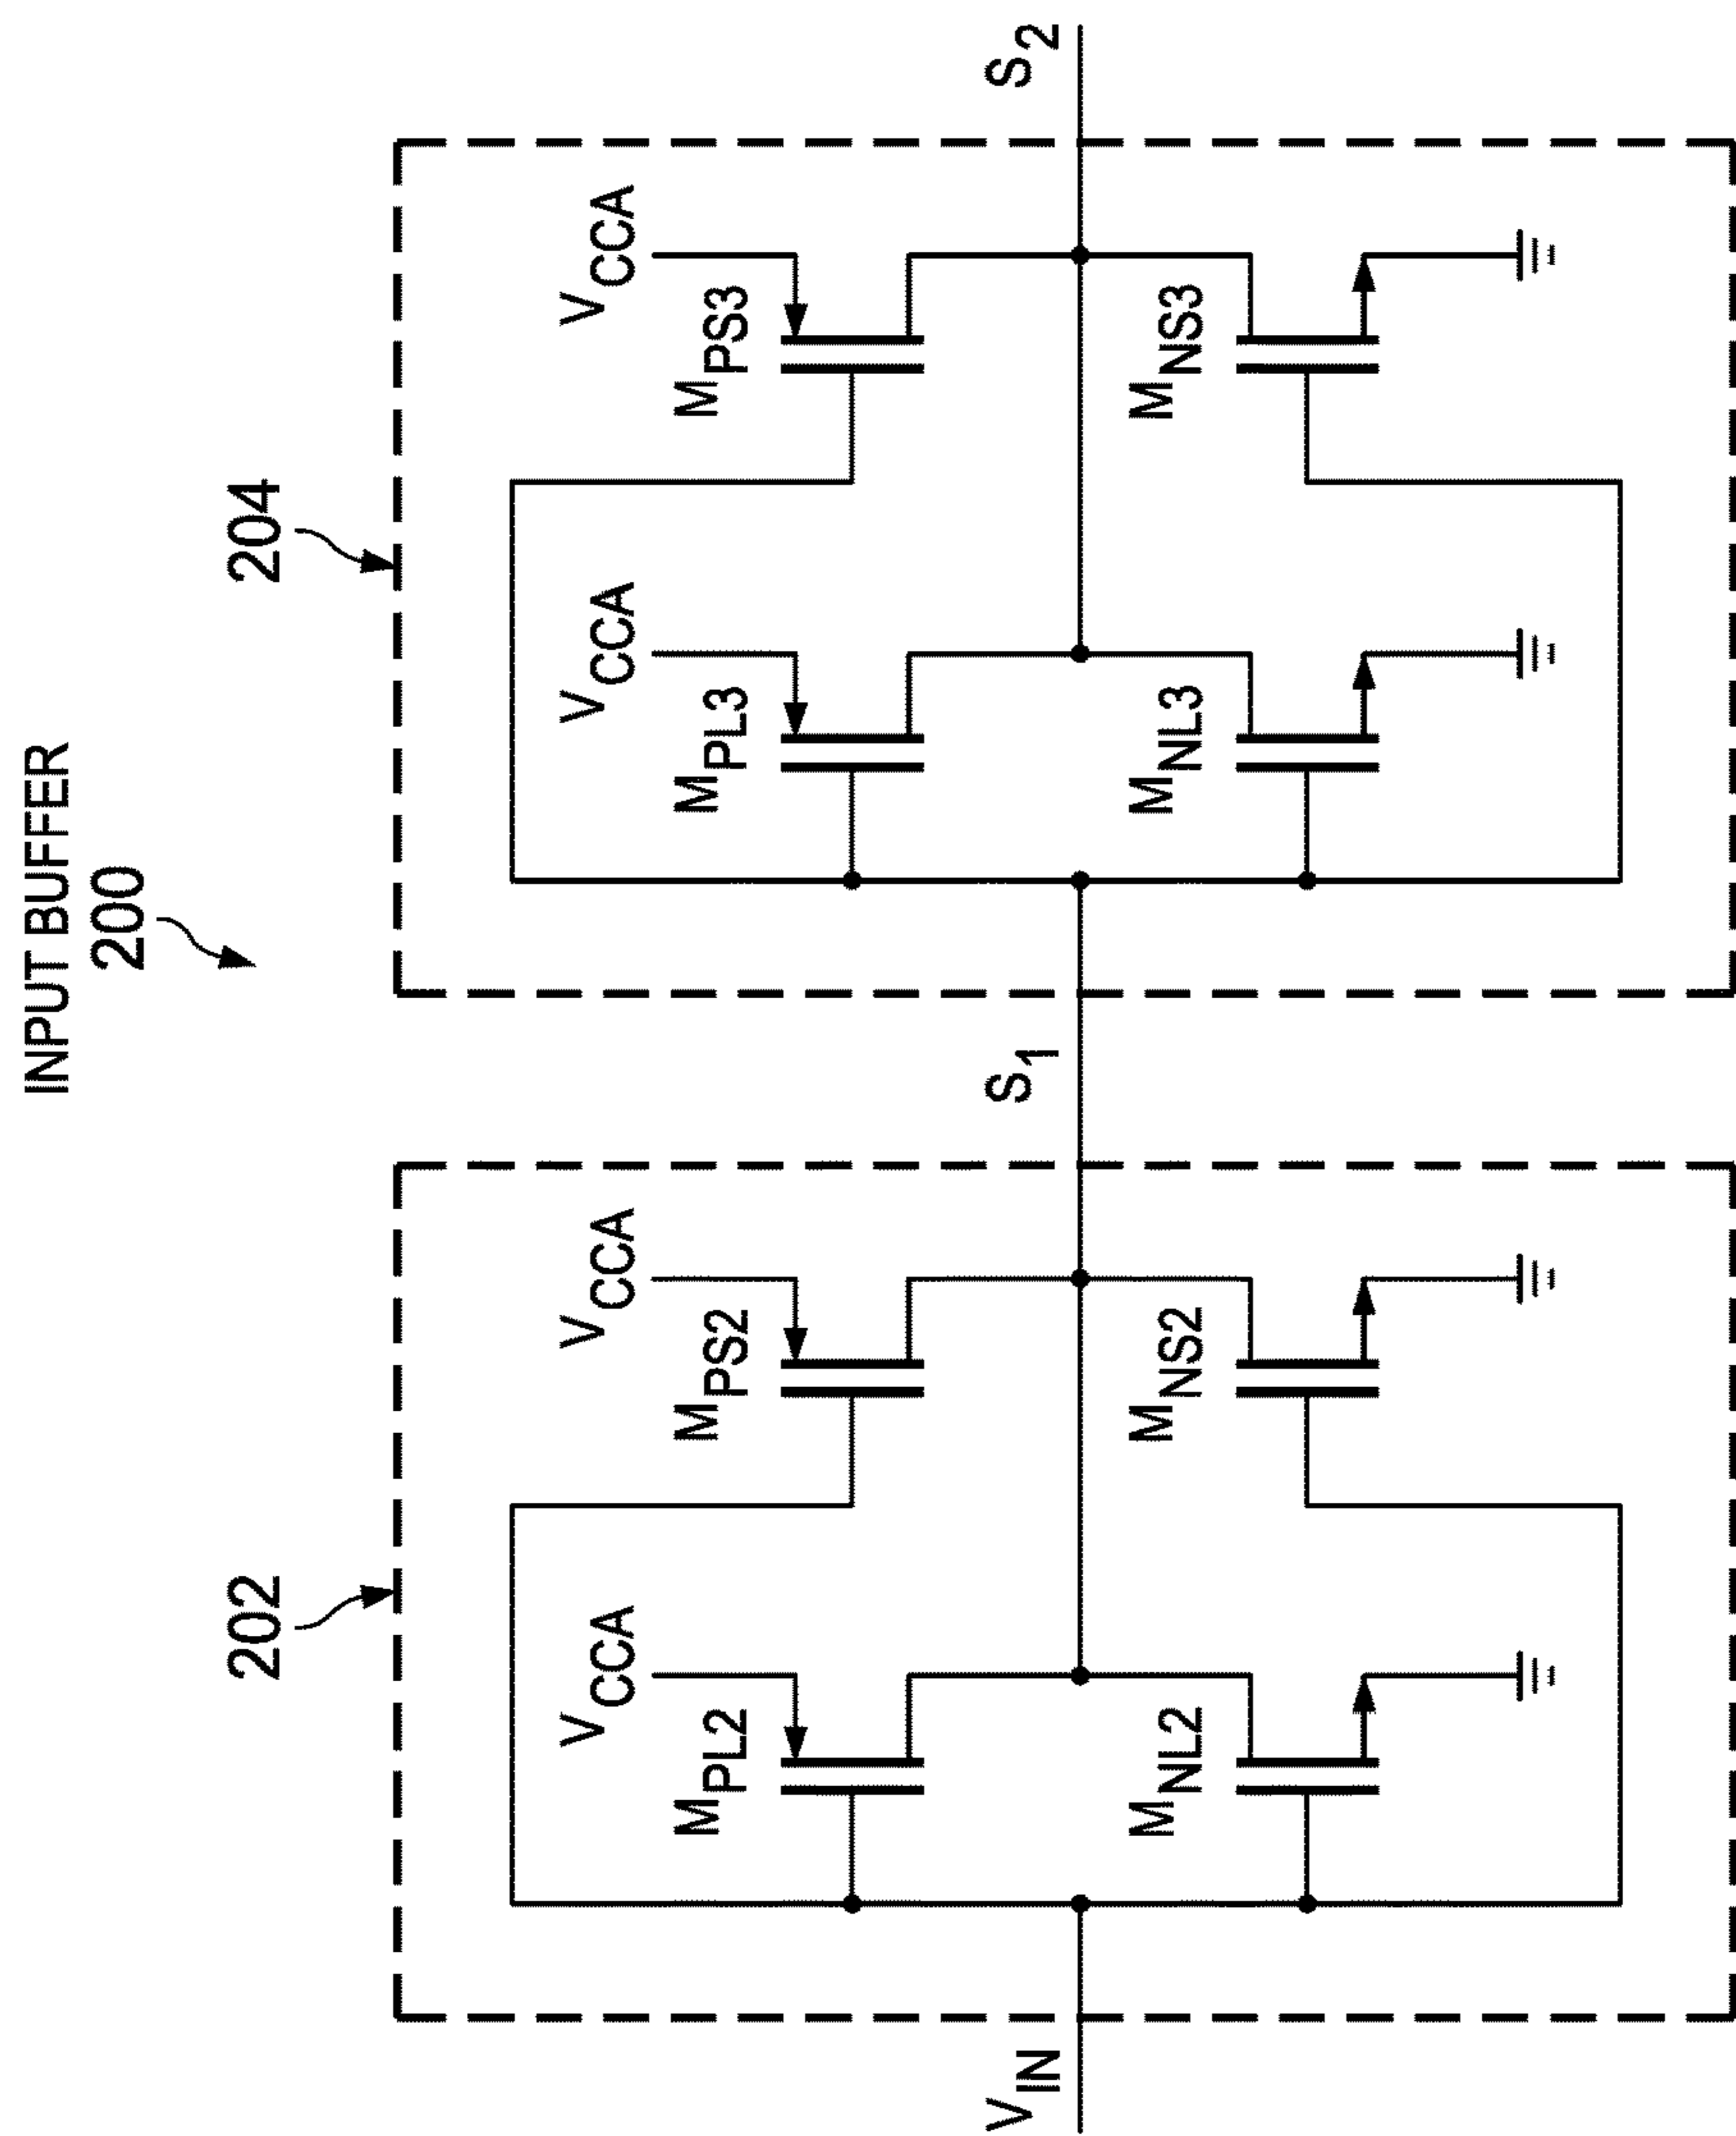 INPUT BUFFER
200
202
204
VCCA
VCCA
VCCA
VCCA
MPL2
MPS2
MPL3
MPS3
VIN
S1
S2
MNL2
MNS2
MNL3
MNS3